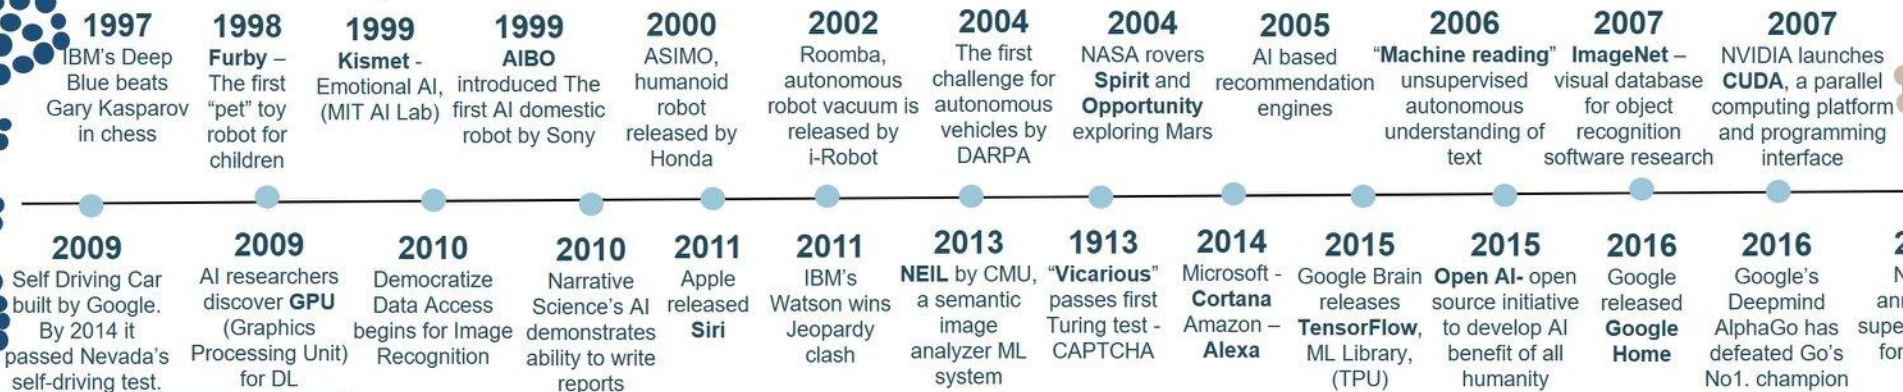 1997
IBM's Deep
Blue beats
Gary Kasparov
in chess
1998
Furby –
The first
"pet" toy
robot for
children
1999
Kismet -
Emotional AI,
(MIT AI Lab)
1999
AIBO
introduced The
first AI domestic
robot by Sony
2000
ASIMO,
humanoid
robot
released by
Honda
2002
Roomba,
autonomous
robot vacuum is
released by
i-Robot
2004
The first
challenge for
autonomous
vehicles by
DARPA
2004
NASA rovers
Spirit and
Opportunity
exploring Mars
2005
AI based
recommendation
engines
2006
"Machine reading"
unsupervised
autonomous
understanding of
text
2007
ImageNet –
visual database
for object
recognition
software research
2007
NVIDIA launches
CUDA, a parallel
computing platform
and programming
interface
2009
Self Driving Car
built by Google.
By 2014 it
passed Nevada's
self-driving test.
2009
AI researchers
discover GPU
(Graphics
Processing Unit)
for DL
2010
Democratize
Data Access
begins for Image
Recognition
2010
Narrative
Science's AI
demonstrates
ability to write
reports
2011
Apple
released
Siri
2011
IBM's
Watson wins
Jeopardy
clash
2013
NEIL by CMU,
a semantic
image
analyzer ML
system
1913
"Vicarious"
passes first
Turing test -
CAPTCHA
2014
Microsoft -
Cortana
Amazon –
Alexa
2015
Google Brain
releases
TensorFlow,
ML Library,
(TPU)
2015
Open AI- open
source initiative
to develop AI
benefit of all
humanity
2016
Google
released
Google
Home
2016
Google's
Deepmind
AlphaGo has
defeated Go's
No1. champion